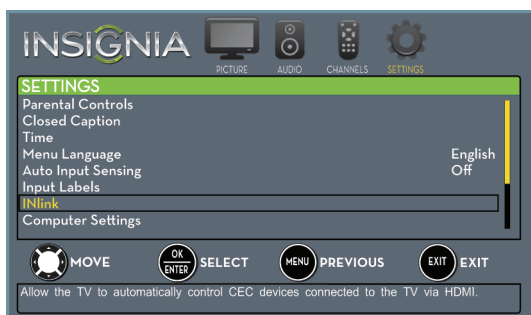 INSIGNIA
PICTURE AUDIO CHANNELS SETTINGS
SETTINGS
Parental Controls
Closed Caption
Time
Menu Language English
Auto Input Sensing Off
Input Labels
INlink
Computer Settings
MOVE OK ENTER SELECT MENU PREVIOUS EXIT EXIT
Allow the TV to automatically control CEC devices connected to the TV via HDMI.